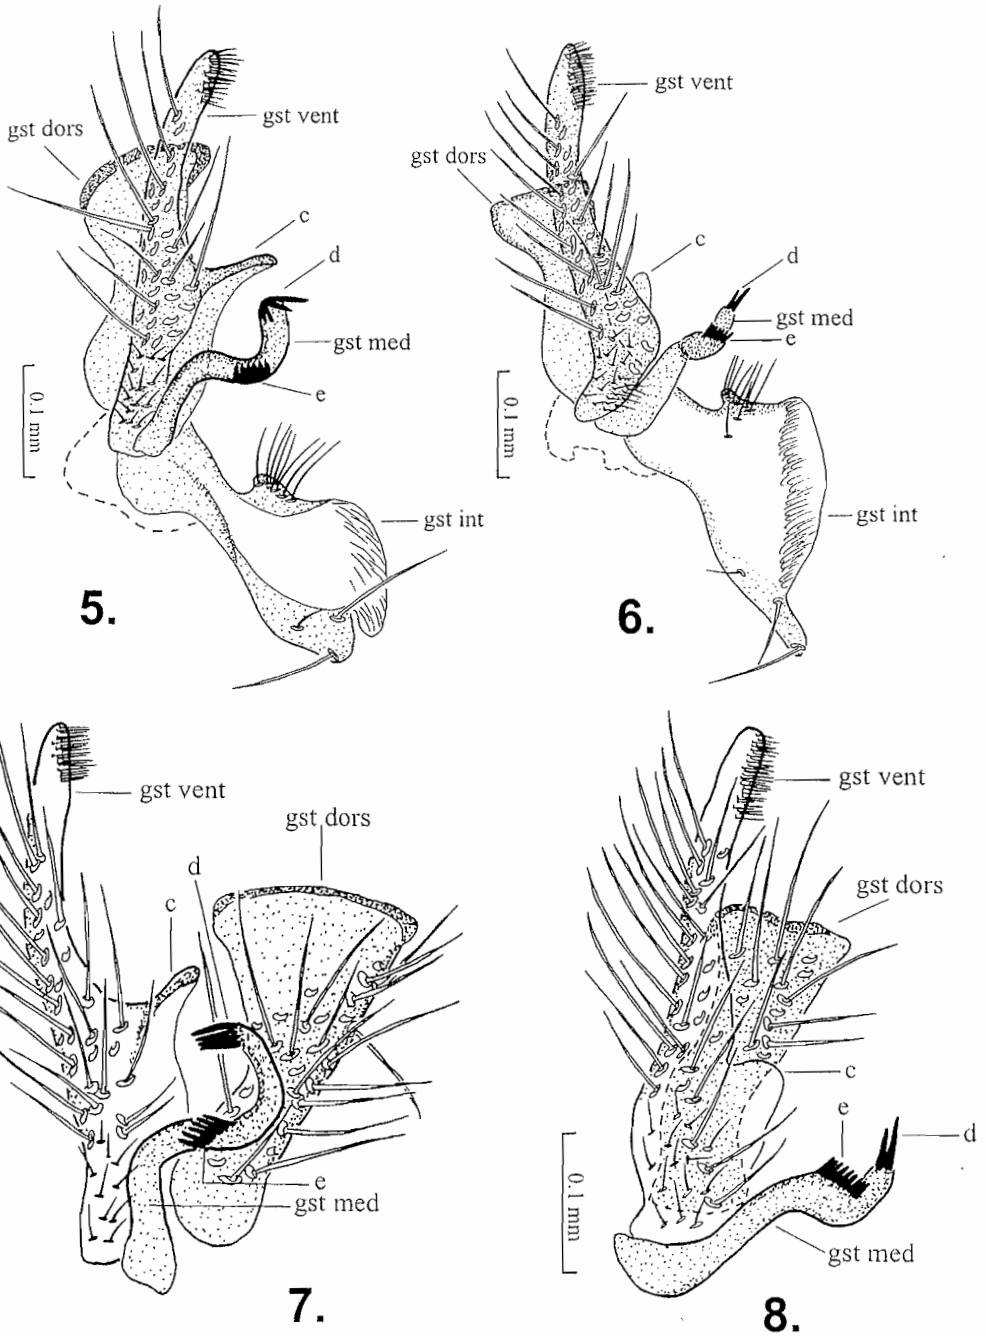 gst vent
gst dors
c
d
gst med
e
0.1 mm
gst int
5.
gst vent
gst dors
c
d
gst med
e
0.1 mm
gst int
6.
gst vent
gst dors
d
c
e
gst med
7.
gst vent
gst dors
c
e
d
0.1 mm
gst med
8.